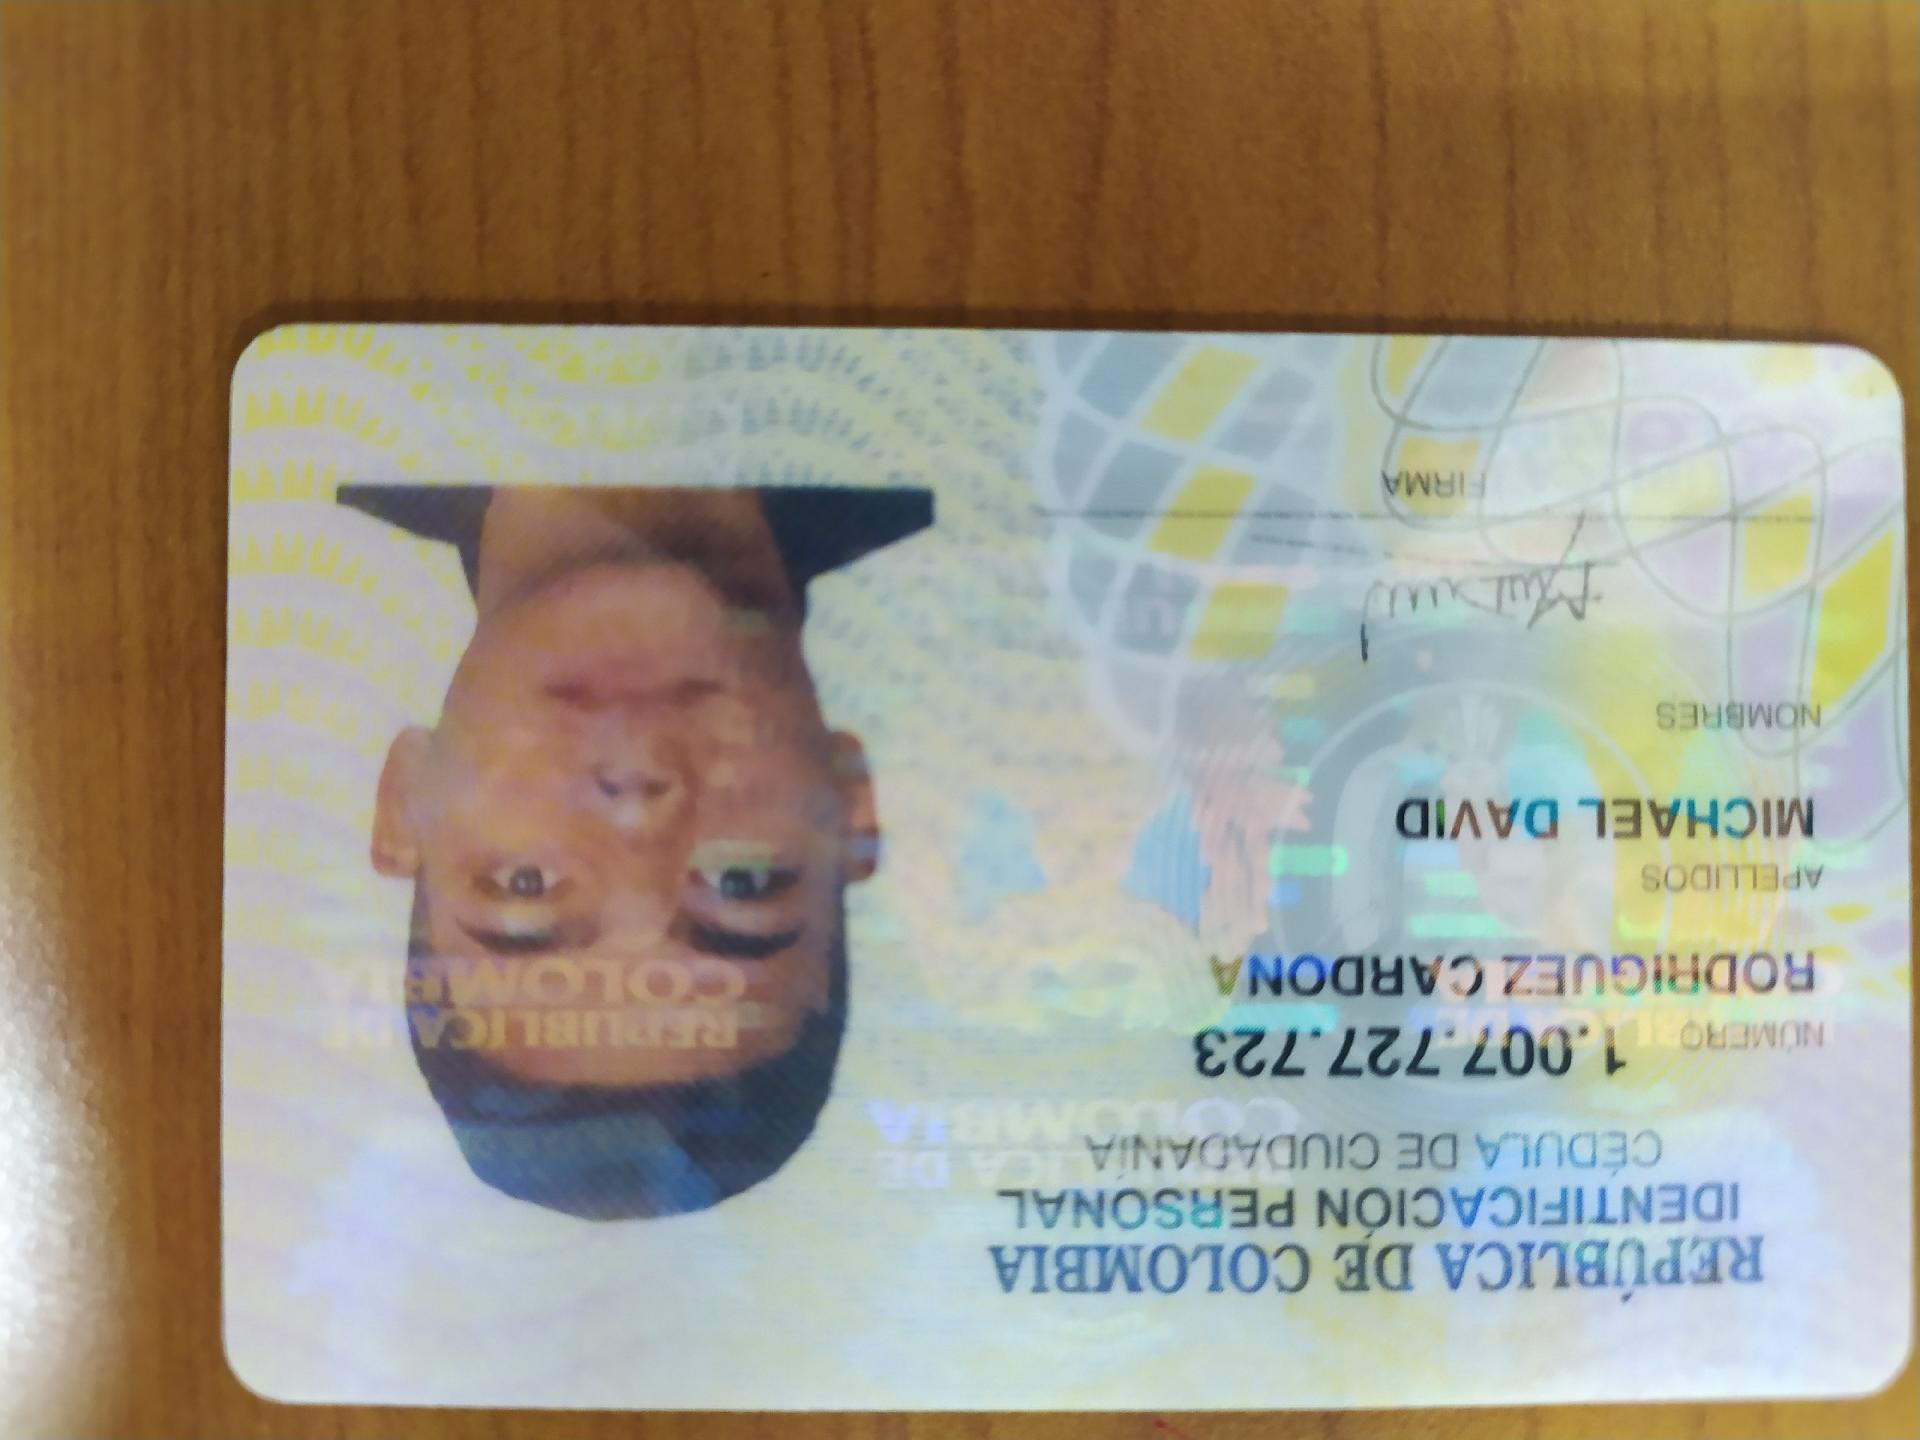 REPÚBLICA DE COLOMBIA
IDENTIFICACIÓN PERSONAL
CÉDULA DE CIUDADANÍA
NÚMERO 1.007.727.723
RODRIGUEZ CARDONA
APELLIDOS
MICHAEL DAVID
NOMBRES
FIRMA
REPUBLICA DE
COLOMBIA
COLOMBIA